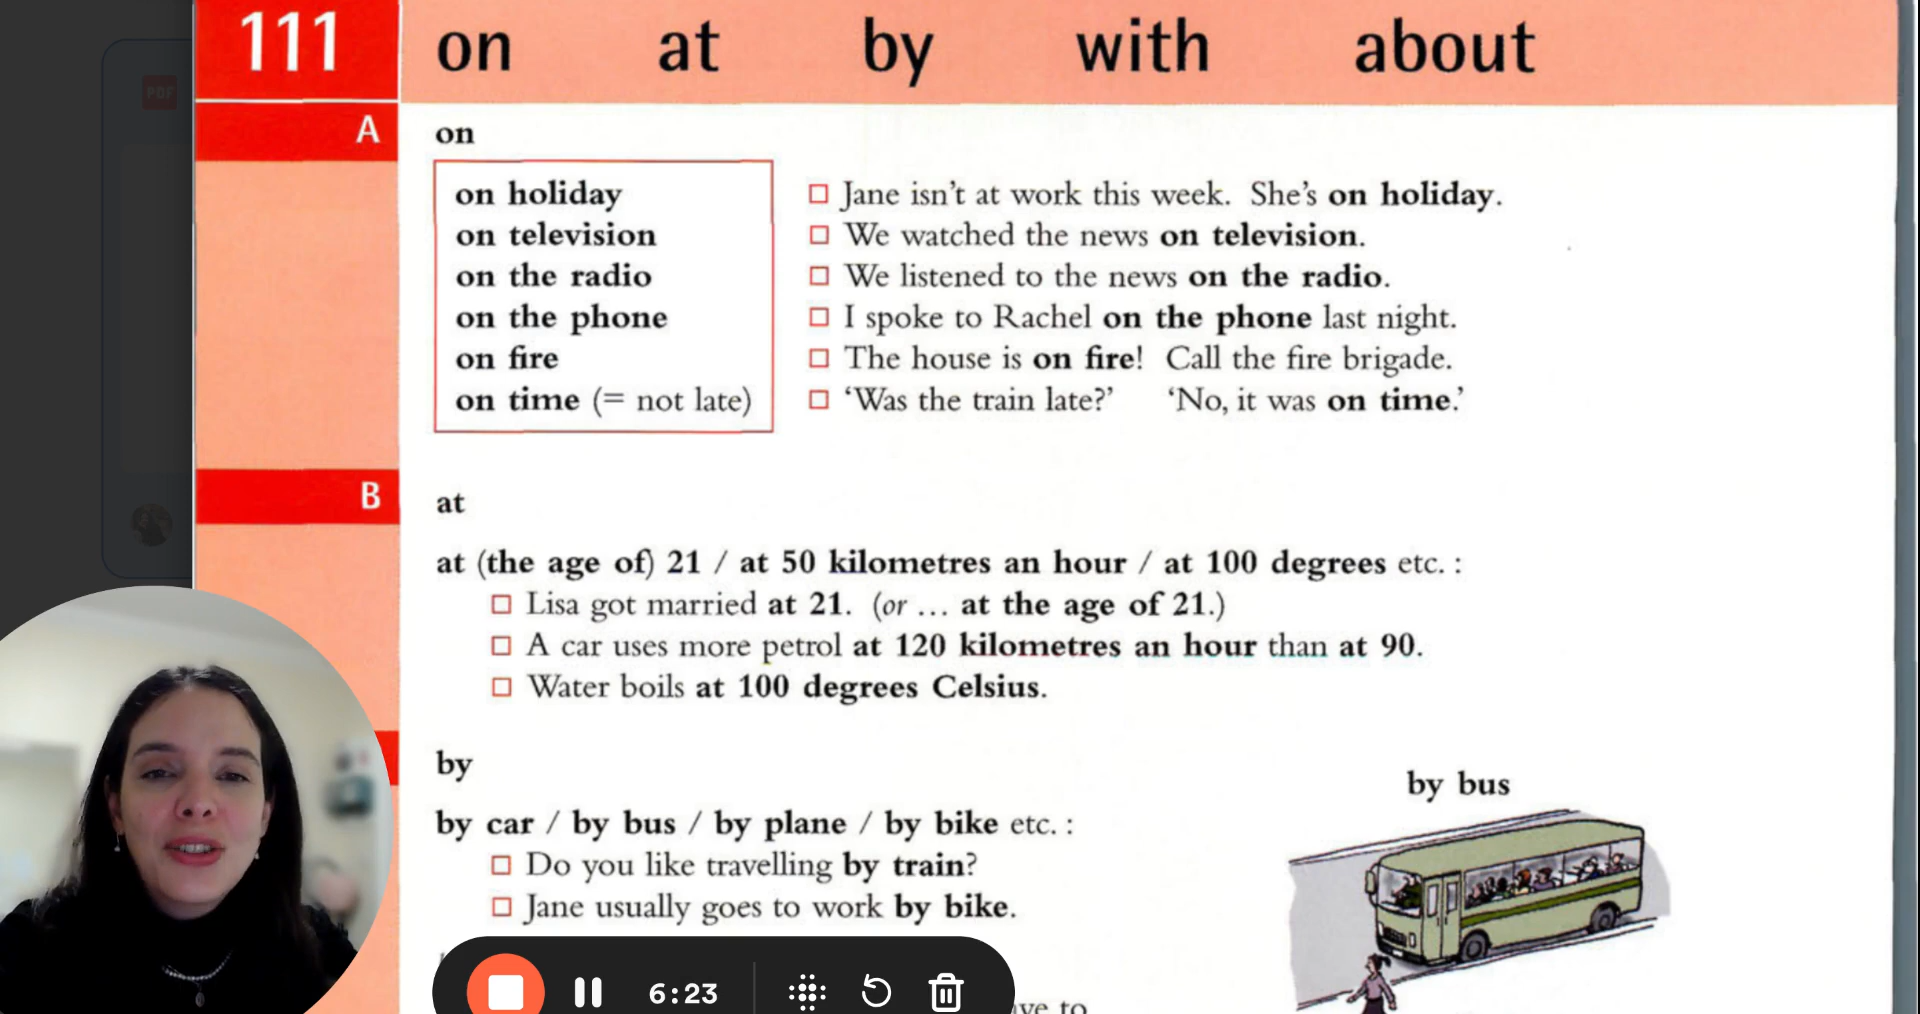 PDF
111 on at by with about
A on
on holiday
on television
on the radio
on the phone
on fire
on time (= not late)
□ Jane isn't at work this week. She's on holiday.
□ We watched the news on television.
□ We listened to the news on the radio.
□ I spoke to Rachel on the phone last night.
□ The house is on fire! Call the fire brigade.
□ ‘Was the train late?’ ‘No, it was on time.’
B at
at (the age of) 21 / at 50 kilometres an hour / at 100 degrees etc. :
□ Lisa got married at 21. (or ... at the age of 21.)
□ A car uses more petrol at 120 kilometres an hour than at 90.
□ Water boils at 100 degrees Celsius.
by
by car / by bus / by plane / by bike etc. :
□ Do you like travelling by train?
□ Jane usually goes to work by bike.
by bus
6:23
to